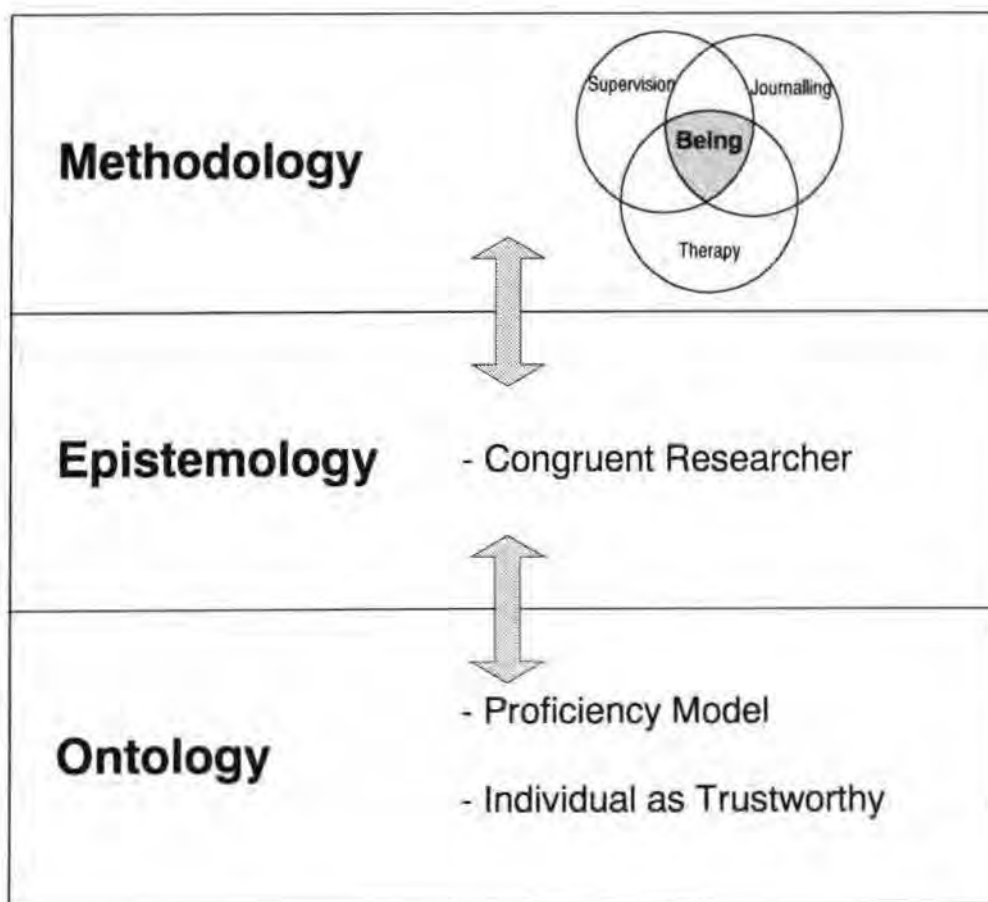 Supervision
Journalling
Being
Therapy
Methodology
Epistemology
- Congruent Researcher
- Proficiency Model
Ontology
- Individual as Trustworthy